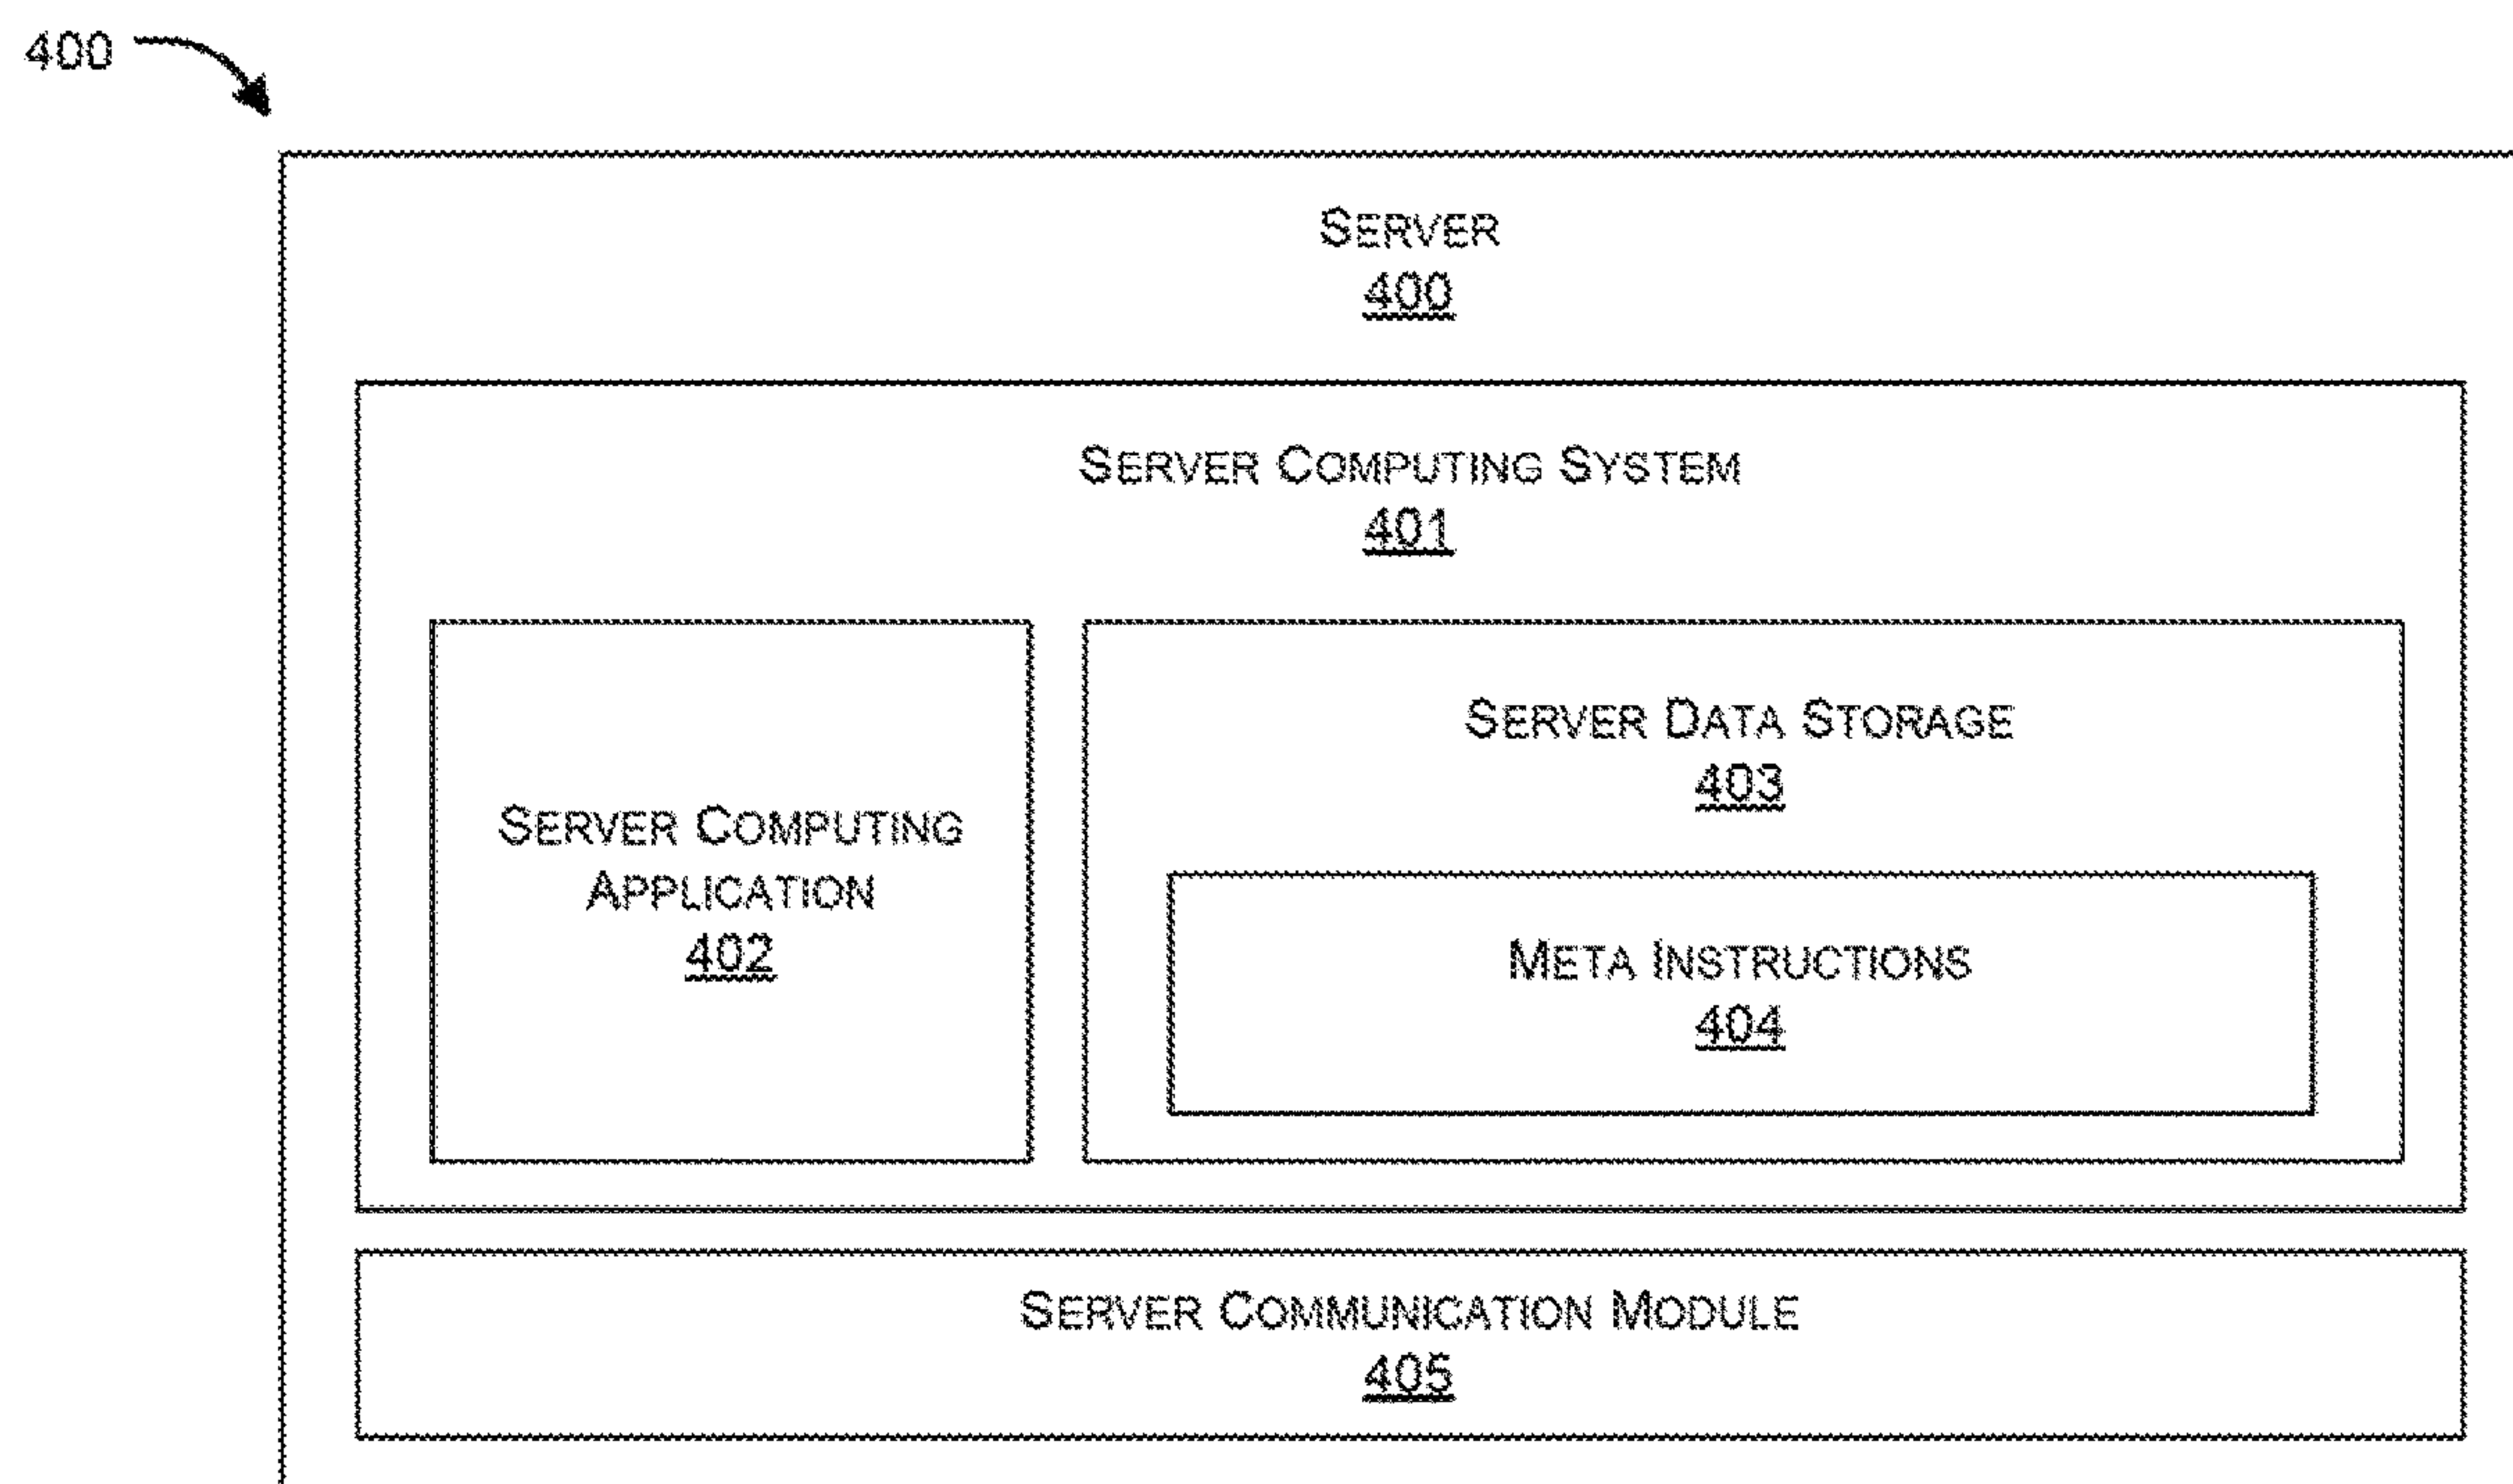 400
SERVER
400
SERVER COMPUTING SYSTEM
401
SERVER COMPUTING
APPLICATION
402
SERVER DATA STORAGE
403
META INSTRUCTIONS
404
SERVER COMMUNICATION MODULE
405